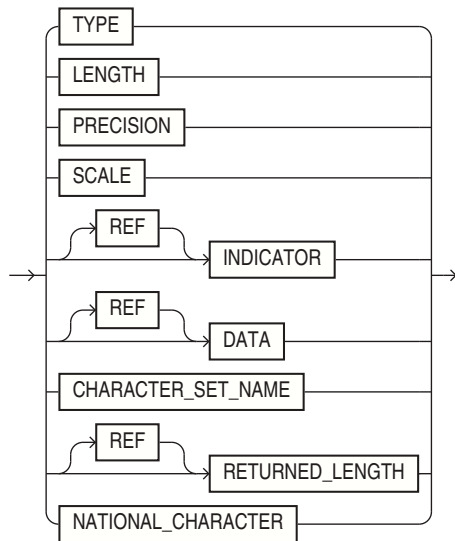 TYPE
LENGTH
PRECISION
SCALE
REF
INDICATOR
REF
DATA
CHARACTER_SET_NAME
REF
RETURNED_LENGTH
NATIONAL_CHARACTER